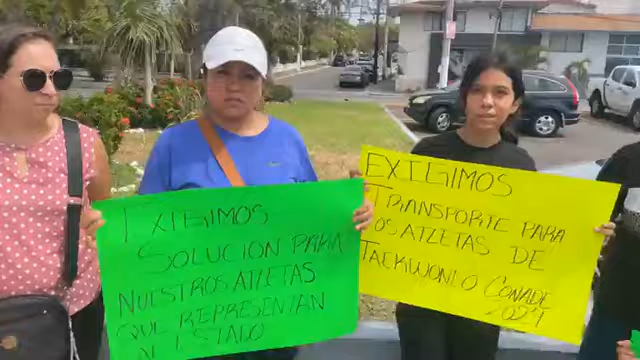 EXIGIMOS
SOLUCION PARA
NUESTROS ATLETAS
QUE REPRESENTAN
AL ESTADO
EXIGIMOS
TRANSPORTE PARA
LOS ATLETAS DE
TAEKWONDO CONADE
2024